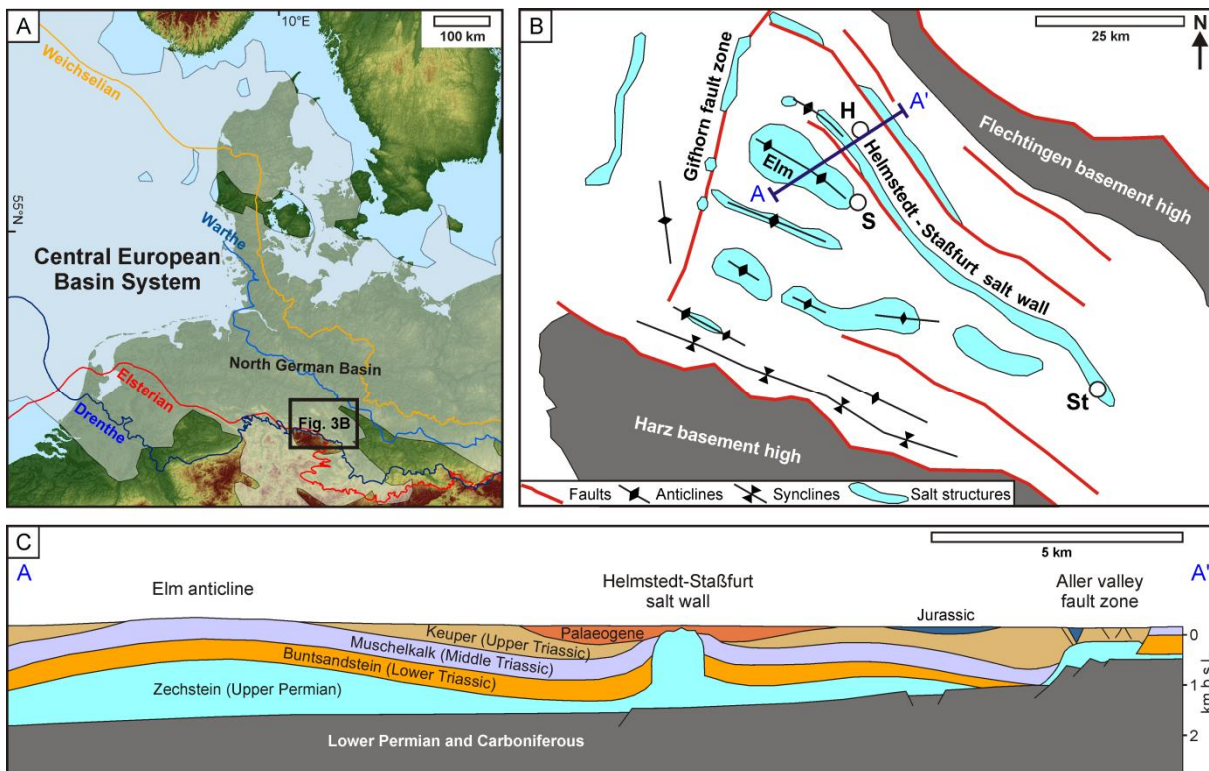 A
10°E
100 km
Weichselian
55°N
Warthe
Central European
Basin System
North German Basin
Elsterian
Drenthe
Fig. 3B
B
25 km
N
Gifhorn fault zone
A'
H
Flechtingen basement high
Elm
A
S
Helmstedt - Staßfurt salt wall
St
Harz basement high
Faults
Anticlines
Synclines
Salt structures
C
5 km
A
A'
Elm anticline
Helmstedt-Staßfurt
salt wall
Aller valley
fault zone
Jurassic
Keuper (Upper Triassic)
Palaeogene
Muschelkalk (Middle Triassic)
Buntsandstein (Lower Triassic)
Zechstein (Upper Permian)
Lower Permian and Carboniferous
0
1
2
km b.s.l.